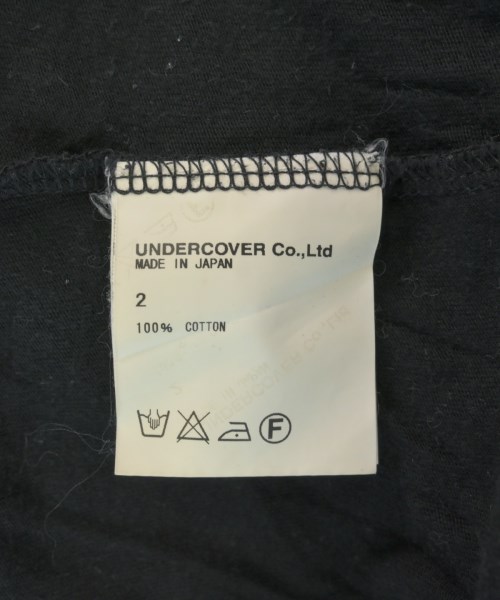 UNDERCOVER Co.,Ltd
MADE IN JAPAN
2
100% COTTON
F